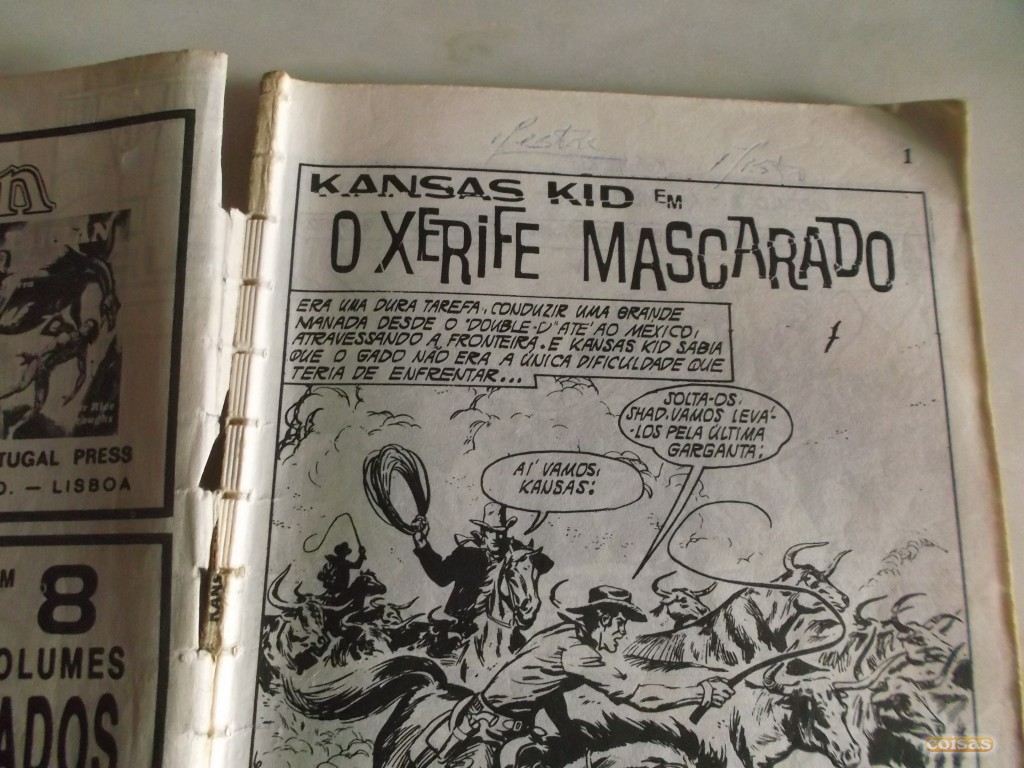 n
TUGAL PRESS
O. — LISBOA
M 8
OLUMES
ADOS
KANS
1
KANSAS KID EM
O XERIFE MASCARADO
ERA UMA DURA TAREFA, CONDUZIR UMA GRANDE
MANADA DESDE O "DOUBLE-D" ATÉ AO MEXICO,
ATRAVESSANDO A FRONTEIRA. E KANSAS KID SABIA
QUE O GADO NÃO ERA A ÚNICA DIFICULDADE QUE
TERIA DE ENFRENTAR...
SOLTA-OS,
SHAD. VAMOS LEVÁ-
-LOS PELA ÚLTIMA
GARGANTA!
AÍ VAMOS,
KANSAS!
coisas